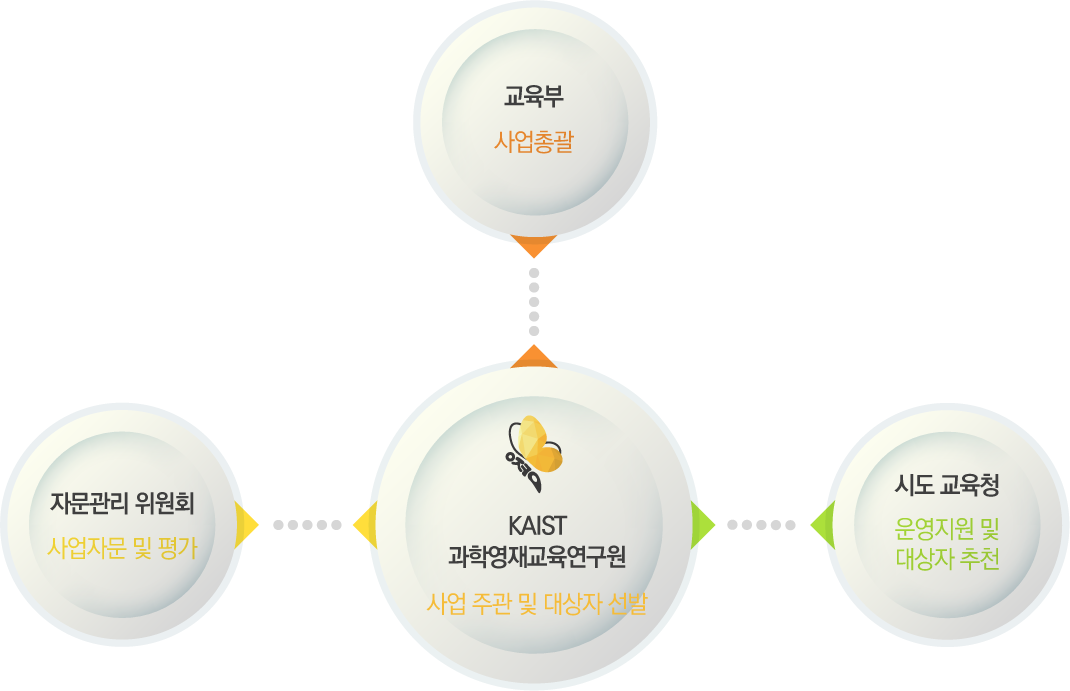 교육부
사업총괄
자문관리 위원회
사업자문 및 평가
KAIST
과학영재교육연구원
사업 주관 및 대상자 선발
시도 교육청
운영지원 및
대상자 추천